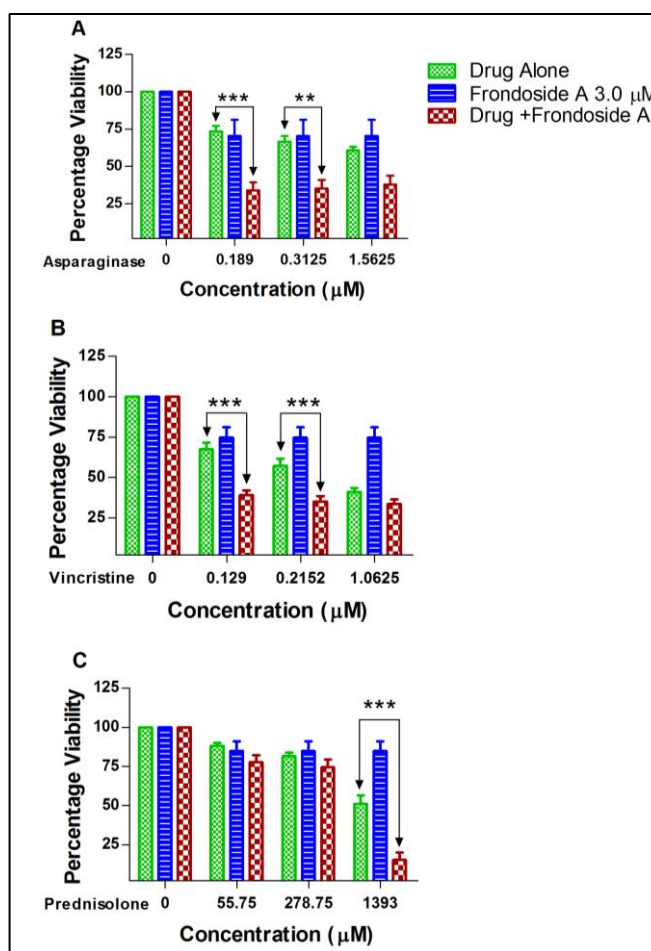 A
Drug Alone
Frondoside A 3.0 μM
Drug +Frondoside A
Percentage Viability
125
100
75
50
25
*** **
Asparaginase 0 0.189 0.3125 1.5625
Concentration (μM)
B
Percentage Viability
125
100
75
50
25
*** ***
Vincristine 0 0.129 0.2152 1.0625
Concentration (μM)
C
Percentage Viability
125
100
75
50
25
***
Prednisolone 0 55.75 278.75 1393
Concentration (μM)